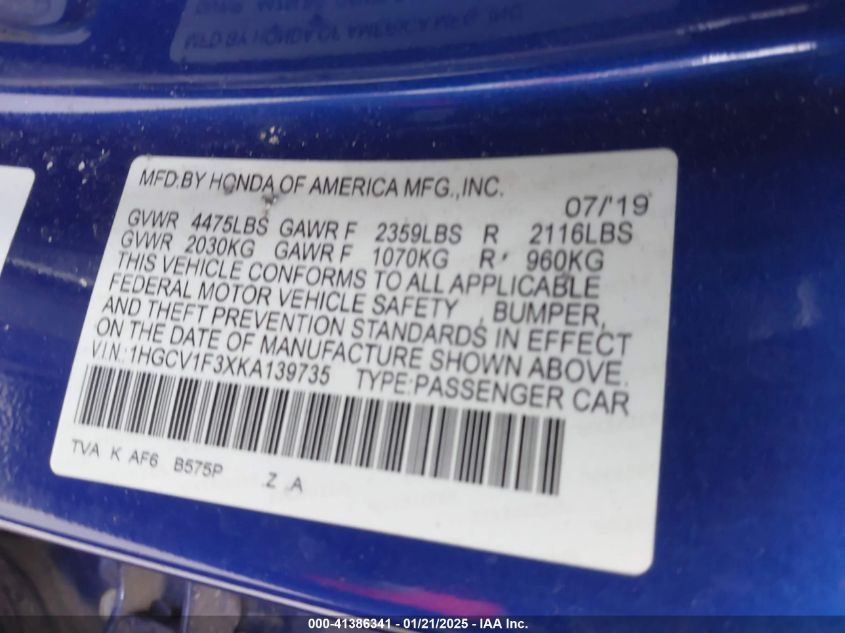 MFD.BY HONDA OF AMERICA MFG.,INC. 07/'19
GVWR 4475LBS GAWR F 2359LBS R 2116LBS
GVWR 2030KG GAWR F 1070KG R 960KG
THIS VEHICLE CONFORMS TO ALL APPLICABLE
FEDERAL MOTOR VEHICLE SAFETY , BUMPER,
AND THEFT PREVENTION STANDARDS IN EFFECT
ON THE DATE OF MANUFACTURE SHOWN ABOVE.
V.I.N.:1HGCV1F3XKA139735 TYPE:PASSENGER CAR
TVA K AF6 B575P Z A
000-41386341 - 01/21/2025 - IAA Inc.